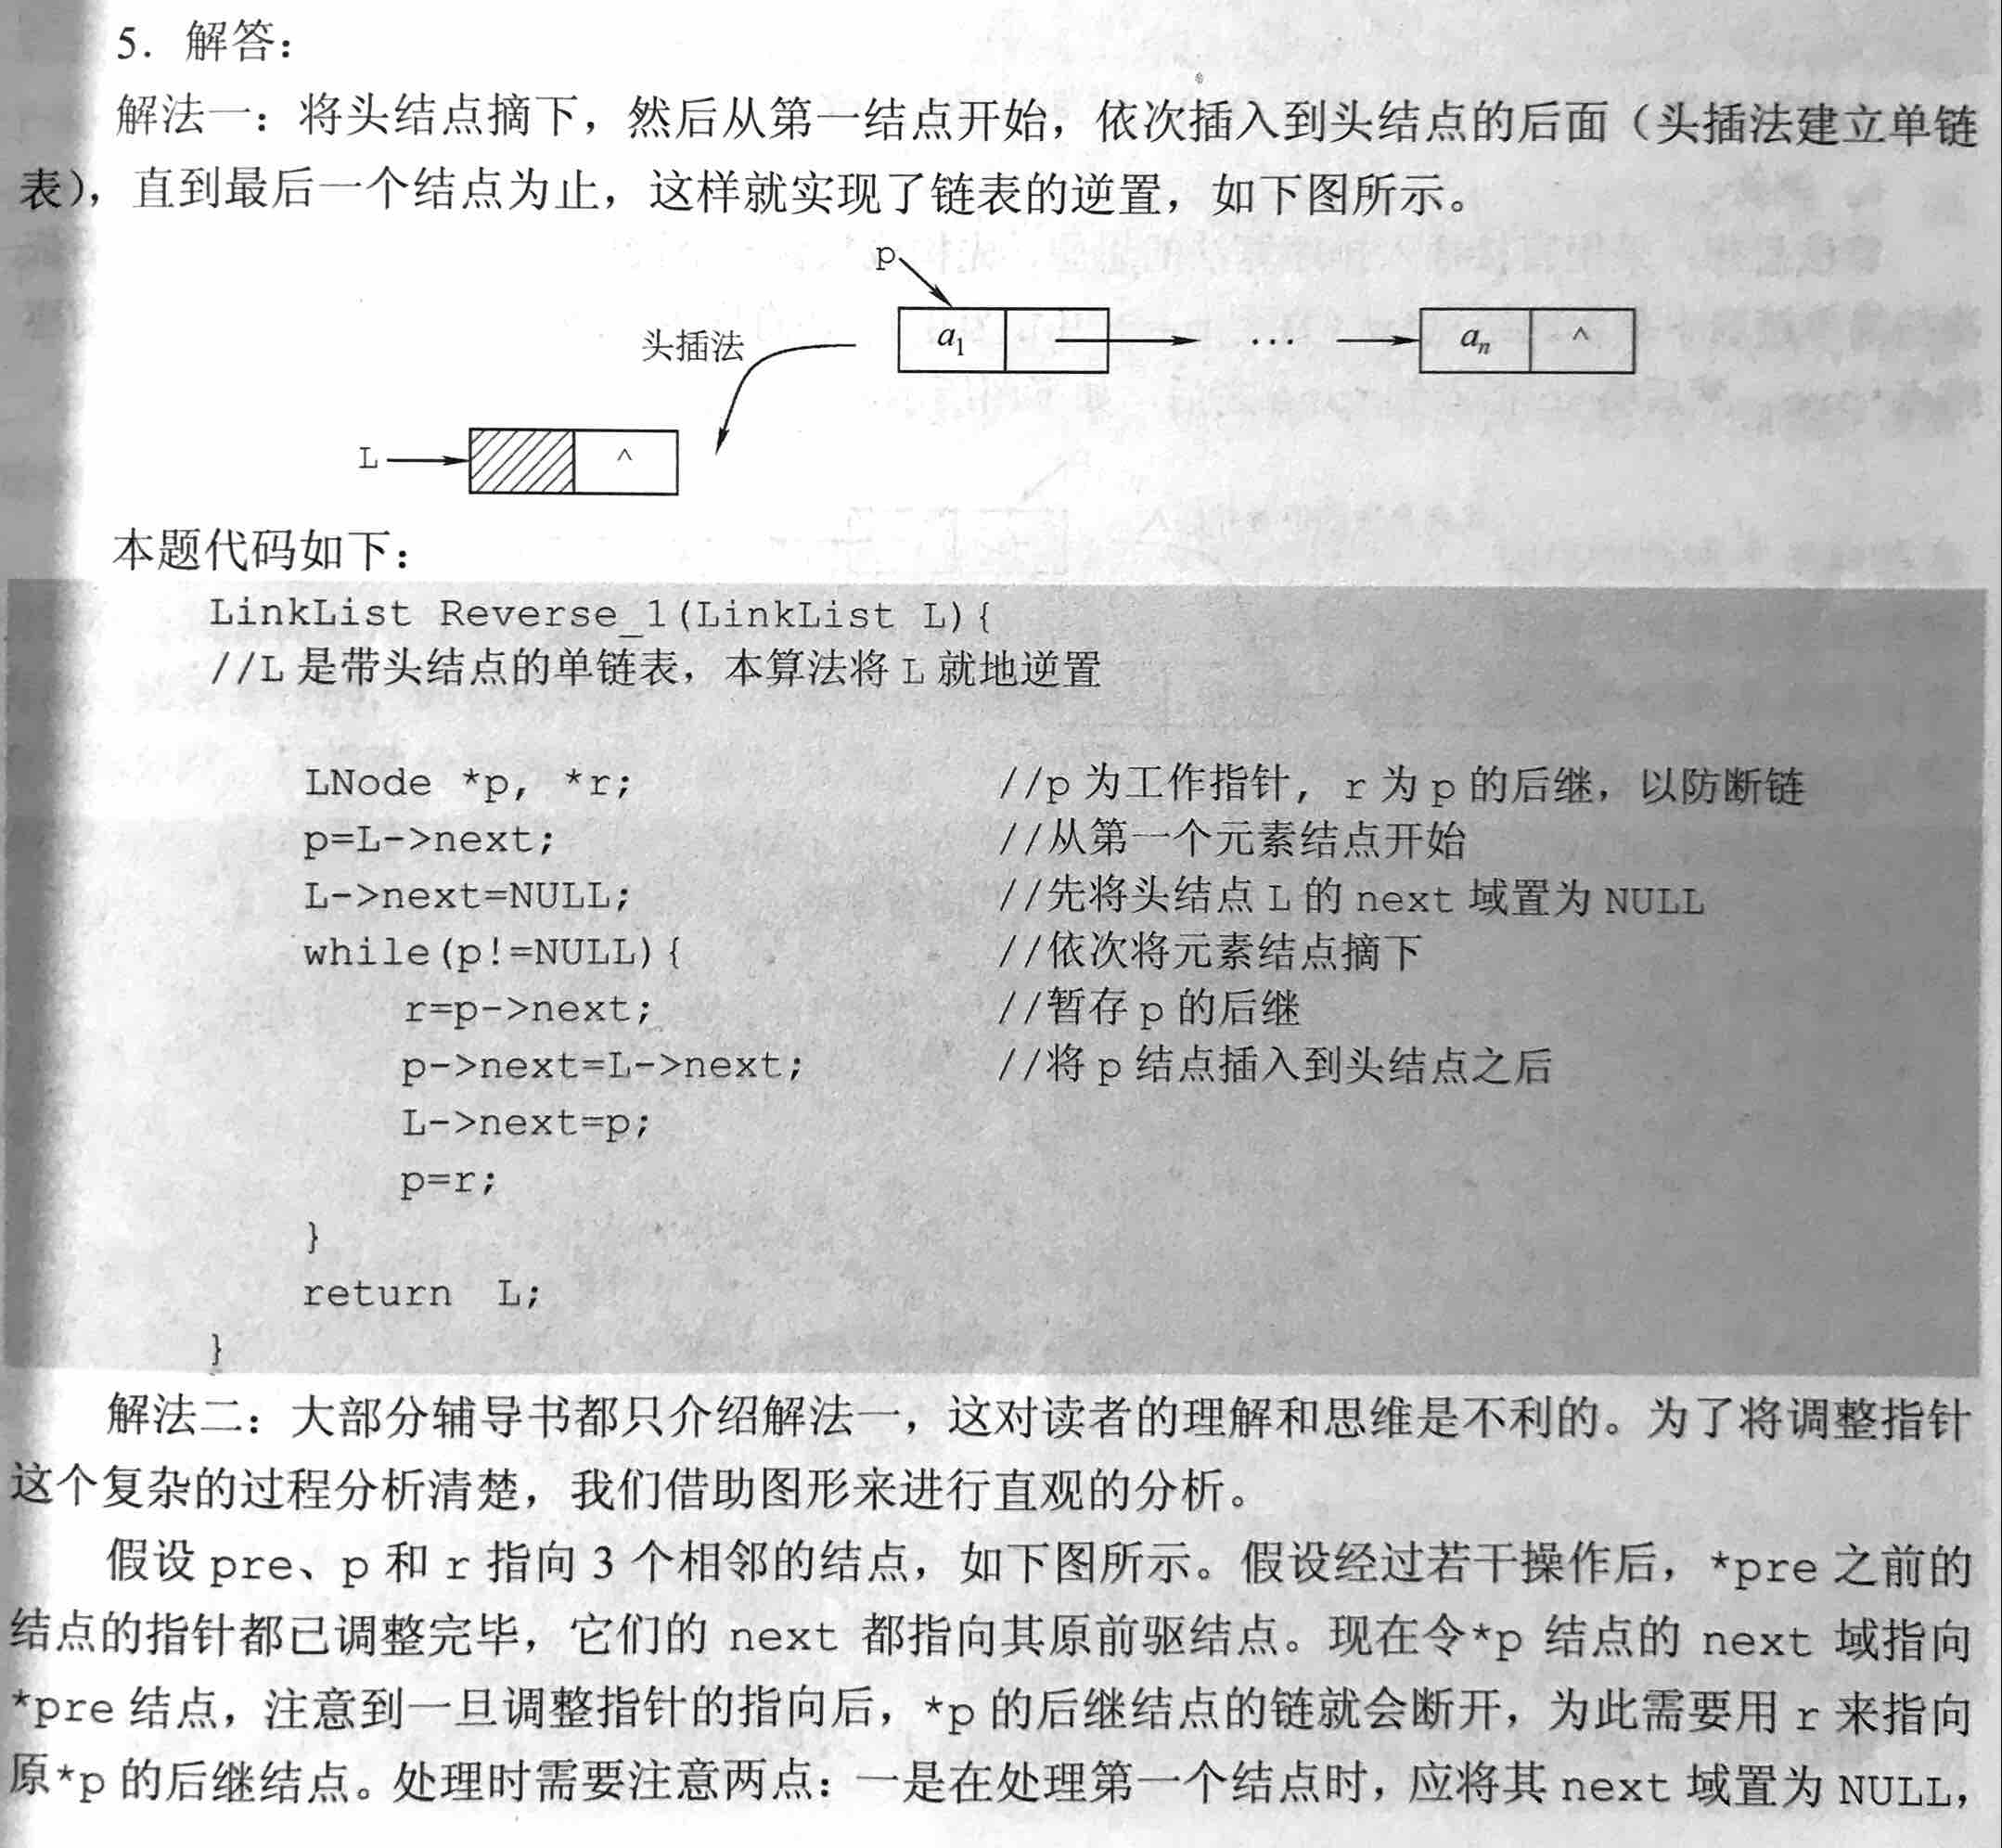 5. 解答:
解法一:将头结点摘下,然后从第一结点开始,依次插入到头结点的后面(头插法建立单链
表),直到最后一个结点为止,这样就实现了链表的逆置,如下图所示。
p
头插法
a₁
...
aₙ
^
L
^
本题代码如下:
LinkList Reverse_1(LinkList L){
//L 是带头结点的单链表,本算法将 L 就地逆置
LNode *p, *r; //p 为工作指针, r 为 p 的后继,以防断链
p=L->next; //从第一个元素结点开始
L->next=NULL; //先将头结点 L 的 next 域置为 NULL
while(p!=NULL){ //依次将元素结点摘下
r=p->next; //暂存 p 的后继
p->next=L->next; //将 p 结点插入到头结点之后
L->next=p;
p=r;
}
return L;
}
解法二:大部分辅导书都只介绍解法一,这对读者的理解和思维是不利的。为了将调整指针
这个复杂的过程分析清楚,我们借助图形来进行直观的分析。
假设 pre、p 和 r 指向 3 个相邻的结点,如下图所示。假设经过若干操作后,*pre 之前的
结点的指针都已调整完毕,它们的 next 都指向其原前驱结点。现在令*p 结点的 next 域指向
*pre 结点,注意到一旦调整指针的指向后,*p 的后继结点的链就会断开,为此需要用 r 来指向
原*p 的后继结点。处理时需要注意两点:一是在处理第一个结点时,应将其 next 域置为 NULL,